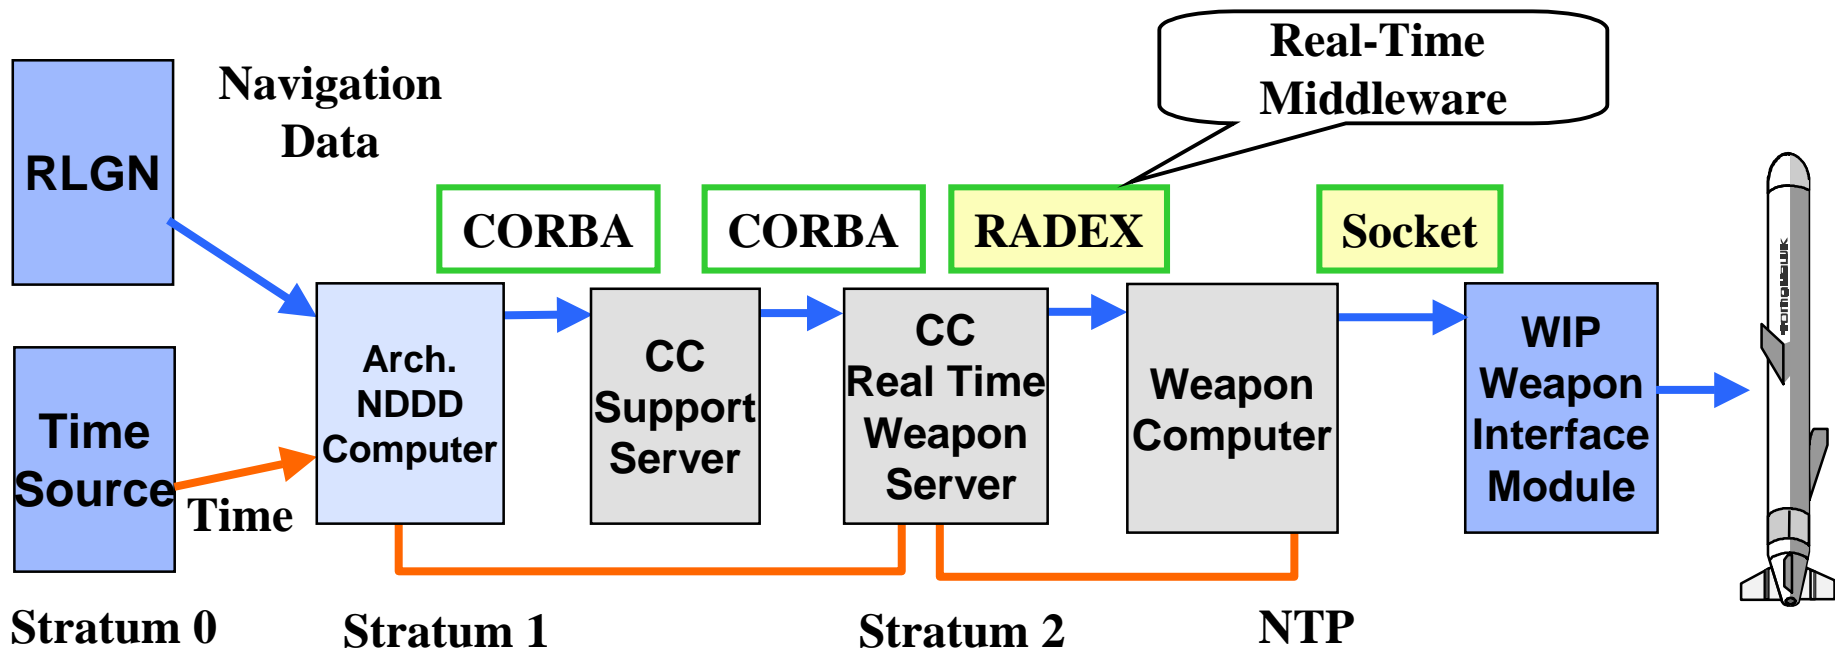 Real-Time
Middleware
Navigation
Data
RLGN
CORBA
CORBA
RADEX
Socket
Time
Source
Time
Arch.
NDDD
Computer
CC
Support
Server
CC
Real Time
Weapon
Server
Weapon
Computer
WIP
Weapon
Interface
Module
Stratum 0
Stratum 1
Stratum 2
NTP